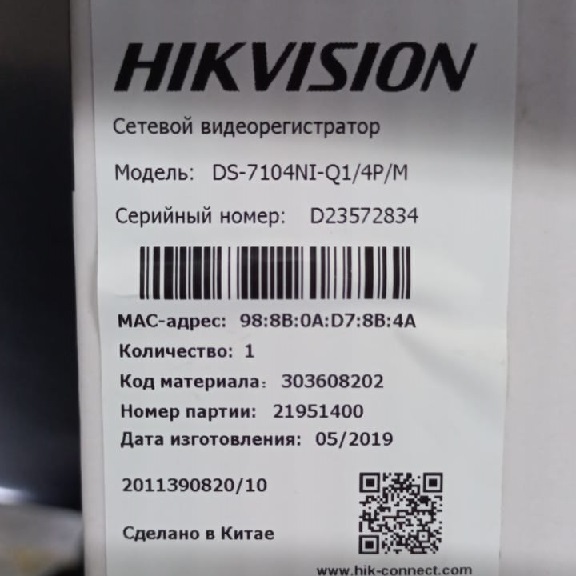 HIKVISION
Сетевой видеорегистратор
Модель: DS-7104NI-Q1/4P/M
Серийный номер: D23572834
MAC-адрес: 98:8B:0A:D7:8B:4A
Количество: 1
Код материала: 303608202
Номер партии: 21951400
Дата изготовления: 05/2019
2011390820/10
Сделано в Китае
www.hik-connect.com